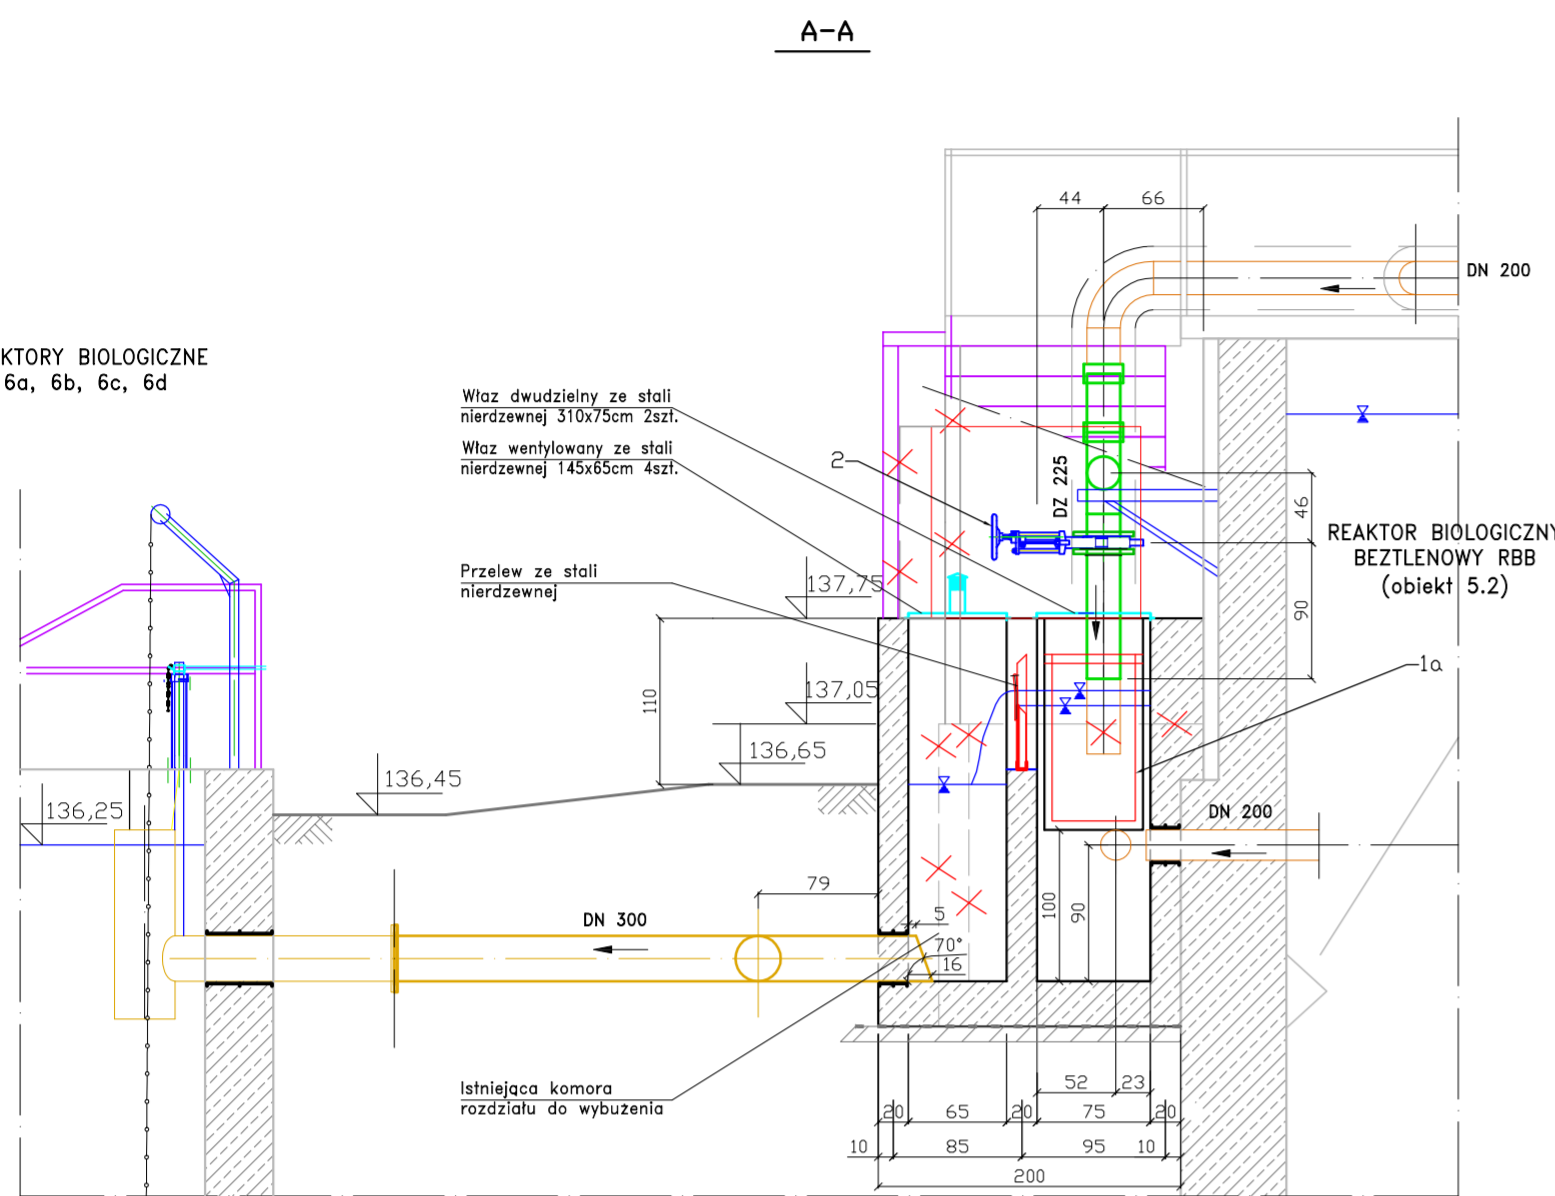 A-A
44
66
DN 200
KTORY BIOLOGICZNE
6a, 6b, 6c, 6d
Właz dwudzielny ze stali
nierdzewnej 310x75cm 2szt.
Właz wentylowany ze stali
nierdzewnej 145x65cm 4szt.
2
DZ 225
46
REAKTOR BIOLOGICZNY
BEZTLENOWY RBB
(obiekt 5.2)
Przelew ze stali
nierdzewnej
137,75
90
1a
110
137,05
136,65
136,45
136,25
DN 200
79
5
100
90
DN 300
70°
16
Istniejąca komora
rozdziału do wybużenia
52
23
20
65
20
75
20
10
85
95
10
200